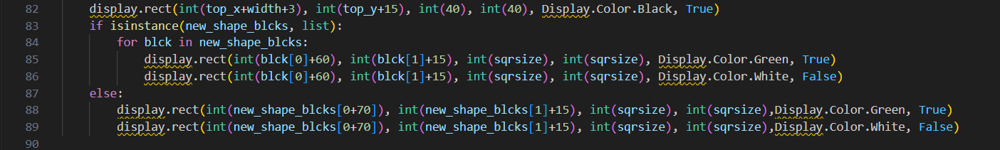 82 display.rect(int(top_x+width+3), int(top_y+15), int(40), int(40), Display.Color.Black, True)
83 if isinstance(new_shape_blcks, list):
84 for blck in new_shape_blcks:
85 display.rect(int(blck[0]+60), int(blck[1]+15), int(sqrsize), int(sqrsize), Display.Color.Green, True)
86 display.rect(int(blck[0]+60), int(blck[1]+15), int(sqrsize), int(sqrsize), Display.Color.White, False)
87 else:
88 display.rect(int(new_shape_blcks[0+70]), int(new_shape_blcks[1]+15), int(sqrsize), int(sqrsize),Display.Color.Green, True)
89 display.rect(int(new_shape_blcks[0+70]), int(new_shape_blcks[1]+15), int(sqrsize), int(sqrsize),Display.Color.White, False)
90